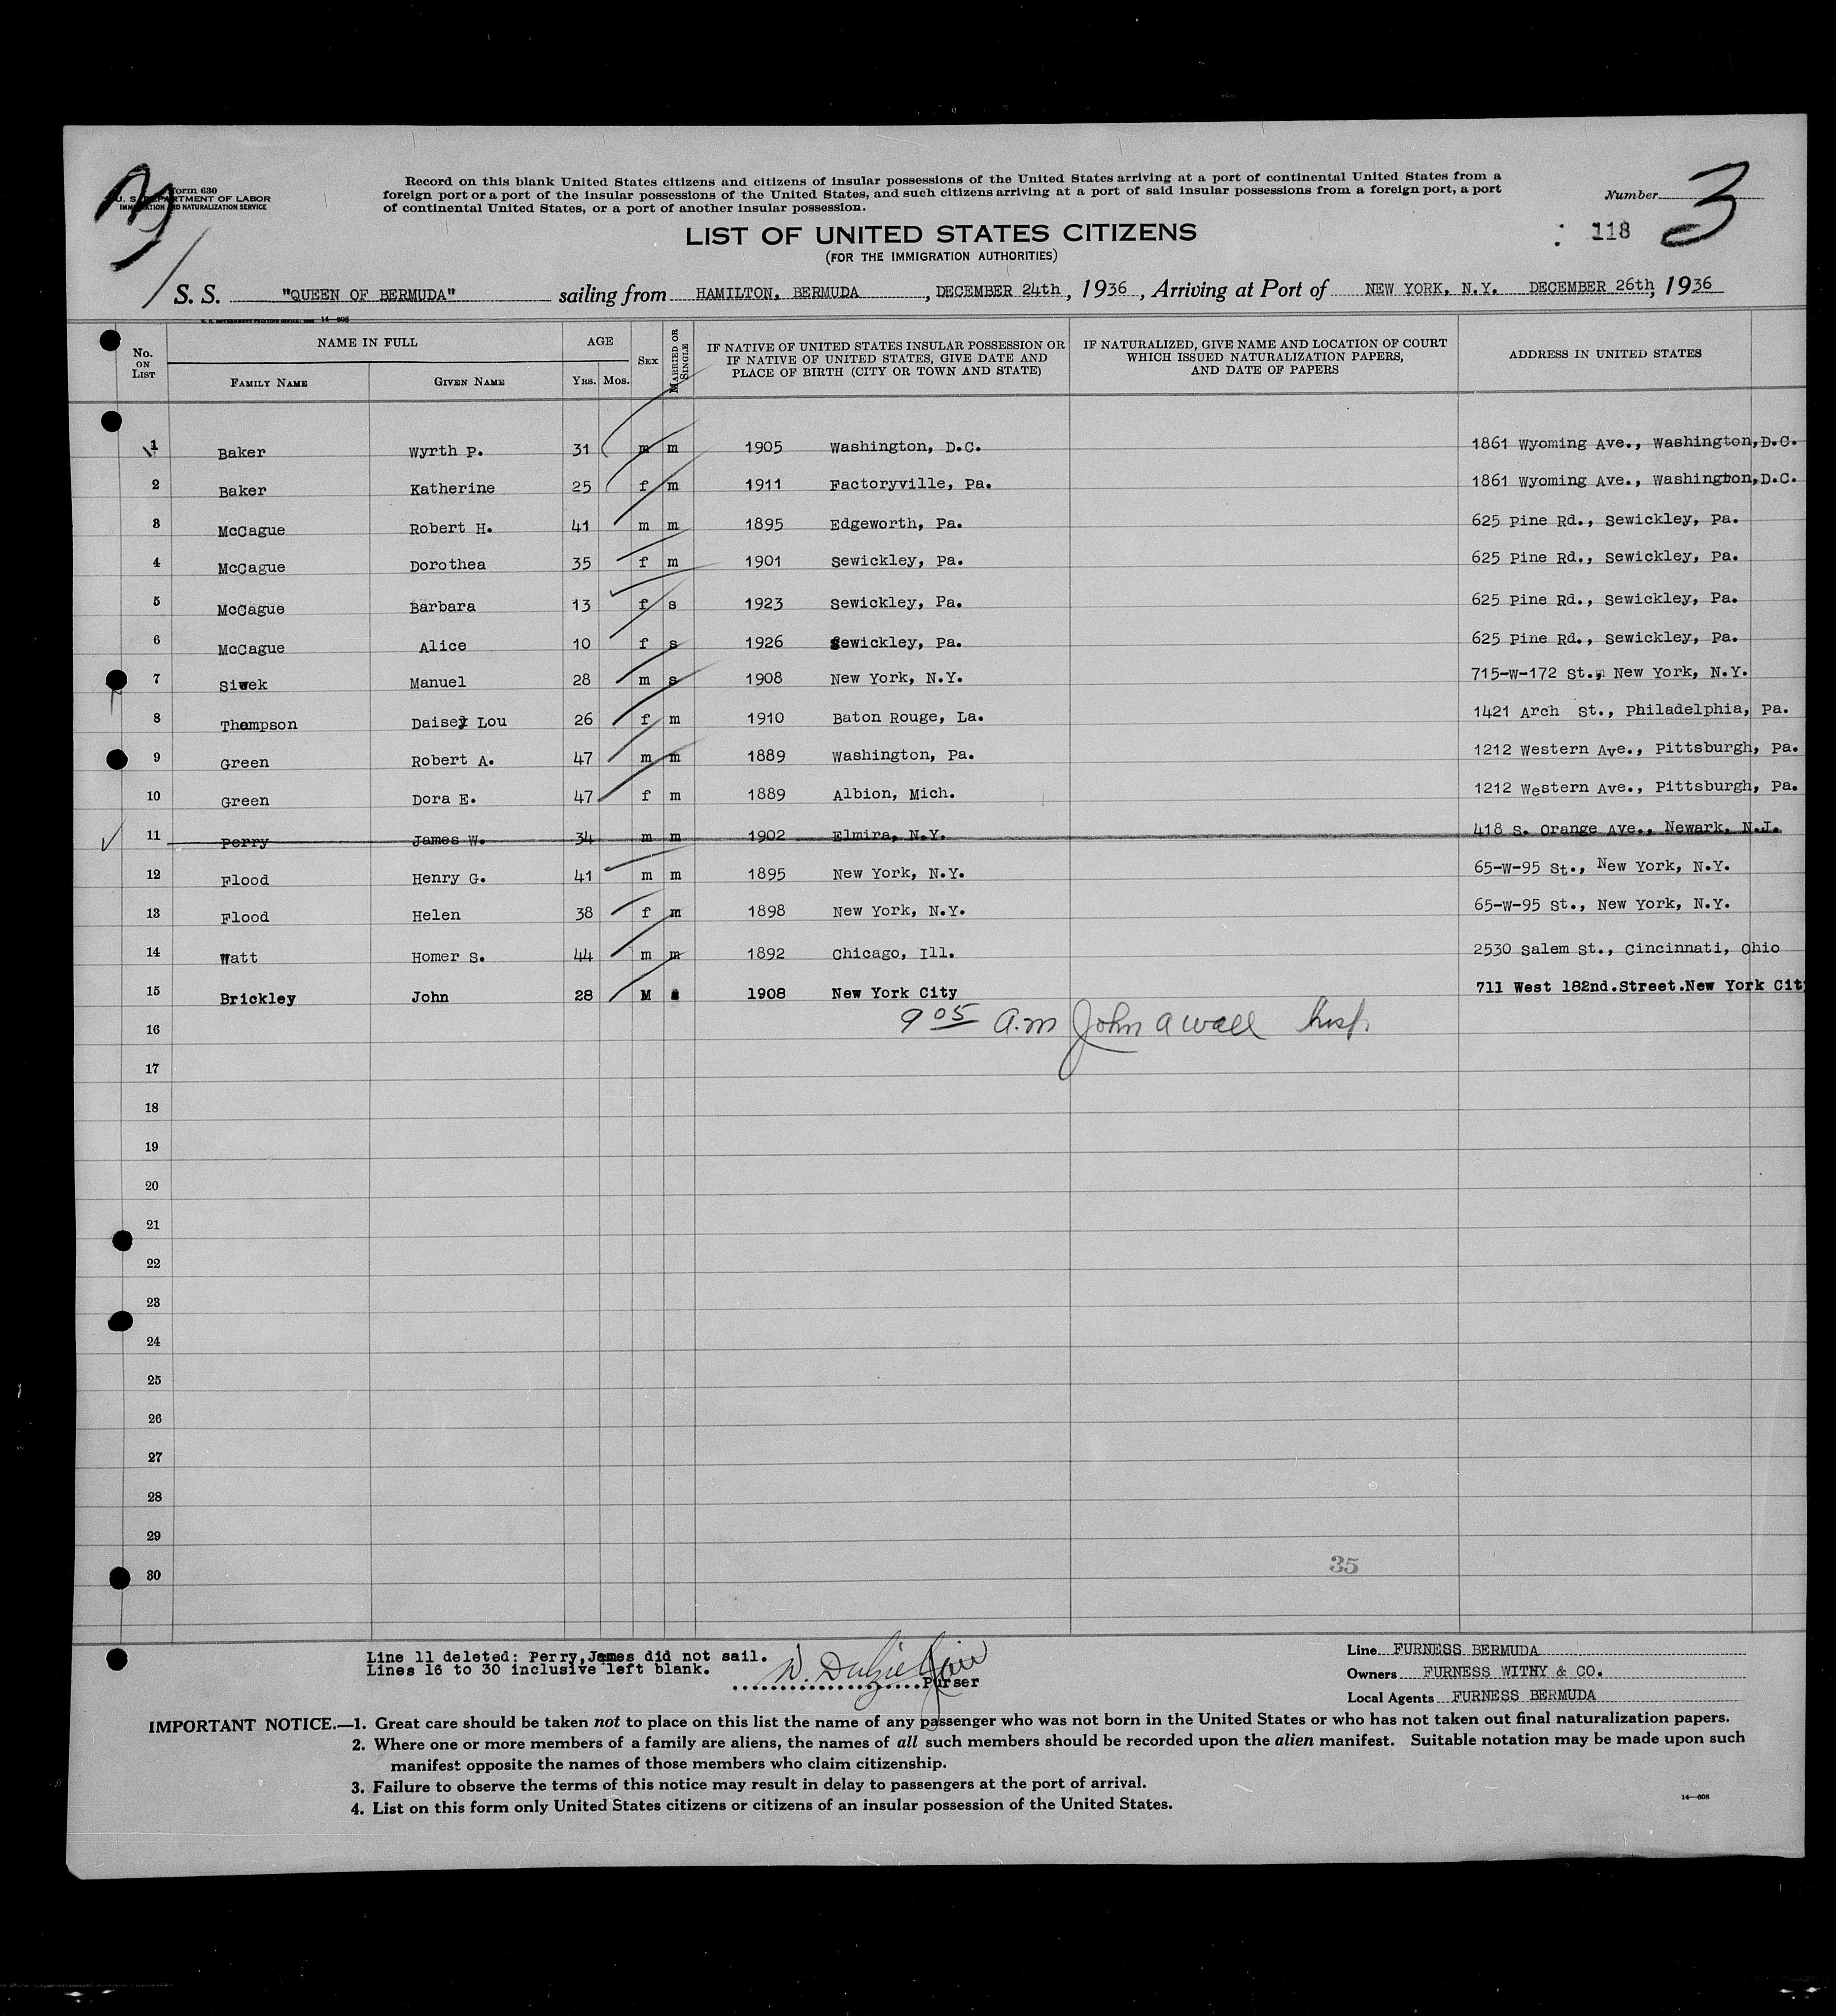 Form 630
U. S. DEPARTMENT OF LABOR
IMMIGRATION AND NATURALIZATION SERVICE
Record on this blank United States citizens and citizens of insular possessions of the United States arriving at a port of continental United States from a
foreign port or a port of the insular possessions of the United States, and such citizens arriving at a port of said insular possessions from a foreign port, a port
of continental United States, or a port of another insular possession.
Number 3
118
LIST OF UNITED STATES CITIZENS
(FOR THE IMMIGRATION AUTHORITIES)
S. S. "QUEEN OF BERMUDA" sailing from HAMILTON, BERMUDA, DECEMBER 24th, 1936, Arriving at Port of NEW YORK, N.Y. DECEMBER 26th, 1936
No. ON LIST NAME IN FULL AGE SEX MARRIED OR SINGLE IF NATIVE OF UNITED STATES INSULAR POSSESSION OR IF NATIVE OF UNITED STATES, GIVE DATE AND PLACE OF BIRTH (CITY OR TOWN AND STATE) IF NATURALIZED, GIVE NAME AND LOCATION OF COURT WHICH ISSUED NATURALIZATION PAPERS, AND DATE OF PAPERS ADDRESS IN UNITED STATES
FAMILY NAME GIVEN NAME YRS. MOS.
1 Baker Wyrth P. 31 m m 1905 Washington, D.C. 1861 Wyoming Ave., Washington, D.C.
2 Baker Katherine 25 f m 1911 Factoryville, Pa. 1861 Wyoming Ave., Washington, D.C.
3 McCague Robert H. 41 m m 1895 Edgeworth, Pa. 625 Pine Rd., Sewickley, Pa.
4 McCague Dorothea 35 f m 1901 Sewickley, Pa. 625 Pine Rd., Sewickley, Pa.
5 McCague Barbara 13 f s 1923 Sewickley, Pa. 625 Pine Rd., Sewickley, Pa.
6 McCague Alice 10 f s 1926 Sewickley, Pa. 625 Pine Rd., Sewickley, Pa.
7 Siwek Manuel 28 m s 1908 New York, N.Y. 715-W-172 St., New York, N.Y.
8 Thompson Daisey Lou 26 f m 1910 Baton Rouge, La. 1421 Arch St., Philadelphia, Pa.
9 Green Robert A. 47 m m 1889 Washington, Pa. 1212 Western Ave., Pittsburgh, Pa.
10 Green Dora E. 47 f m 1889 Albion, Mich. 1212 Western Ave., Pittsburgh, Pa.
11 Perry James W. 34 m m 1902 Elmira, N.Y. 418 S. Orange Ave., Newark, N.J.
12 Flood Henry G. 41 m m 1895 New York, N.Y. 65-W-95 St., New York, N.Y.
13 Flood Helen 38 f m 1898 New York, N.Y. 65-W-95 St., New York, N.Y.
14 Watt Homer S. 44 m m 1892 Chicago, Ill. 2530 Salem St., Cincinnati, Ohio
15 Brickley John 28 M s 1908 New York City 711 West 182nd.Street.New York Cit
16 9 05 a.m John A Wall Insp.
17
18
19
20
21
22
23
24
25
26
27
28
29
30
35
Line 11 deleted: Perry,James did not sail.
Lines 16 to 30 inclusive left blank.
Purser
Line FURNESS BERMUDA
Owners FURNESS WITHY & CO.
Local Agents FURNESS BERMUDA
IMPORTANT NOTICE.—1. Great care should be taken not to place on this list the name of any passenger who was not born in the United States or who has not taken out final naturalization papers.
2. Where one or more members of a family are aliens, the names of all such members should be recorded upon the alien manifest. Suitable notation may be made upon such
manifest opposite the names of those members who claim citizenship.
3. Failure to observe the terms of this notice may result in delay to passengers at the port of arrival.
4. List on this form only United States citizens or citizens of an insular possession of the United States.
14—608